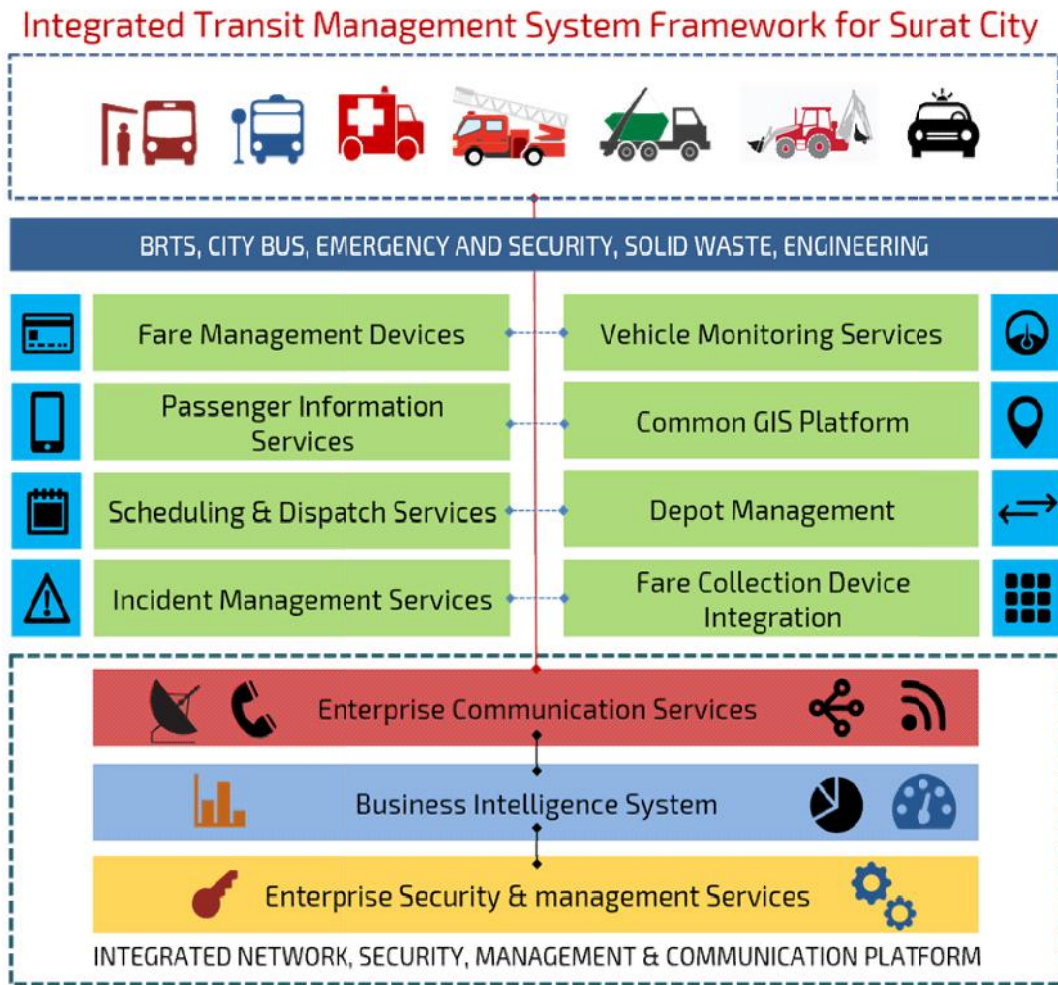 Integrated Transit Management System Framework for Surat City
BRTS, CITY BUS, EMERGENCY AND SECURITY, SOLID WASTE, ENGINEERING
Fare Management Devices
Vehicle Monitoring Services
Passenger Information
Services
Common GIS Platform
Scheduling & Dispatch Services
Depot Management
Incident Management Services
Fare Collection Device
Integration
Enterprise Communication Services
Business Intelligence System
Enterprise Security & management Services
INTEGRATED NETWORK, SECURITY, MANAGEMENT & COMMUNICATION PLATFORM